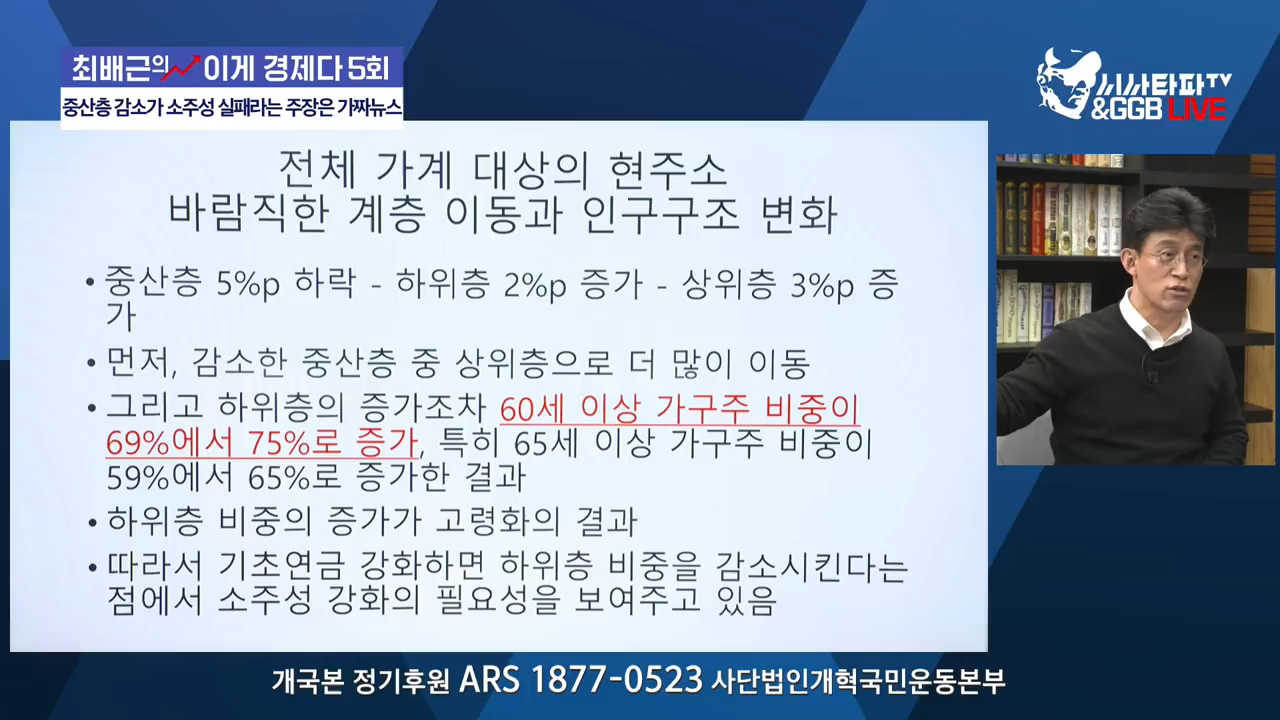 최배근의 이게 경제다 5회
중산층 감소가 소주성 실패라는 주장은 가짜뉴스
씨싸타파TV
&GGB LIVE
전체 가계 대상의 현주소
바람직한 계층 이동과 인구구조 변화
• 중산층 5%p 하락 - 하위층 2%p 증가 - 상위층 3%p 증
가
• 먼저, 감소한 중산층 중 상위층으로 더 많이 이동
• 그리고 하위층의 증가조차 60세 이상 가구주 비중이
69%에서 75%로 증가, 특히 65세 이상 가구주 비중이
59%에서 65%로 증가한 결과
• 하위층 비중의 증가가 고령화의 결과
• 따라서 기초연금 강화하면 하위층 비중을 감소시킨다는
점에서 소주성 강화의 필요성을 보여주고 있음
개국본 정기후원 ARS 1877-0523 사단법인개혁국민운동본부